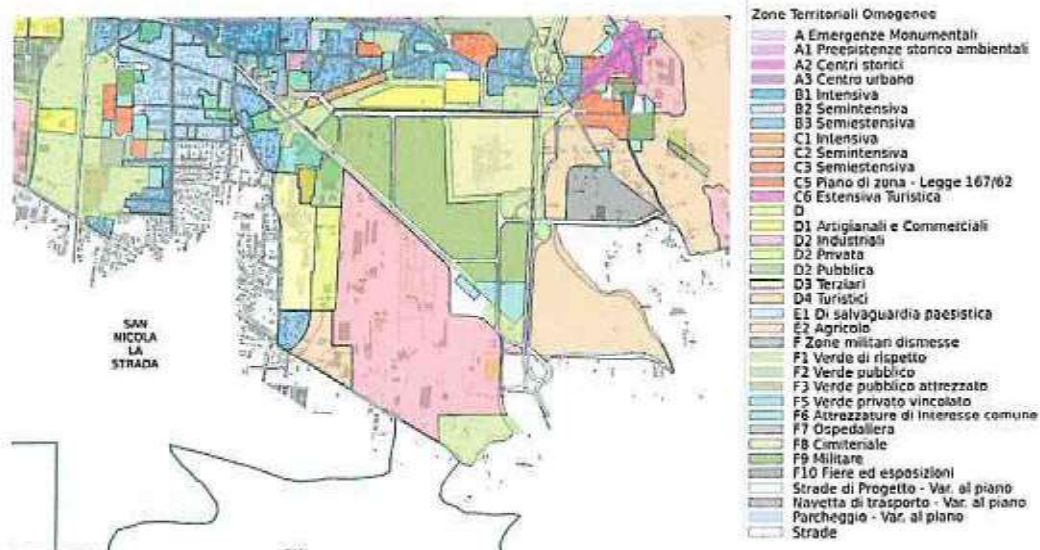 Zone Territoriali Omogenee
A Emergenze Monumentali
A1 Preesistenze storico ambientali
A2 Centri storici
A3 Centro urbano
B1 Intensiva
B2 Semintensiva
B3 Semiestensiva
C1 Intensiva
C2 Semintensiva
C3 Semiestensiva
C5 Piano di zona - Legge 167/62
C6 Estensiva Turistica
D
D1 Artigianali e Commerciali
D2 Industriali
D2 Privata
D2 Pubblica
D3 Terziari
D4 Turistici
E1 Di salvaguardia paesistica
E2 Agricolo
F Zone militari dismesse
F1 Verde di rispetto
F2 Verde pubblico
F3 Verde pubblico attrezzato
F5 Verde privato vincolato
F6 Attrezzature di interesse comune
F7 Ospedaliera
F8 Cimiteriale
F9 Militare
F10 Fiere ed esposizioni
Strade di Progetto - Var. al piano
Navetta di trasporto - Var. al piano
Parcheggio - Var. al piano
Strade
SAN
NICOLA
LA
STRADA